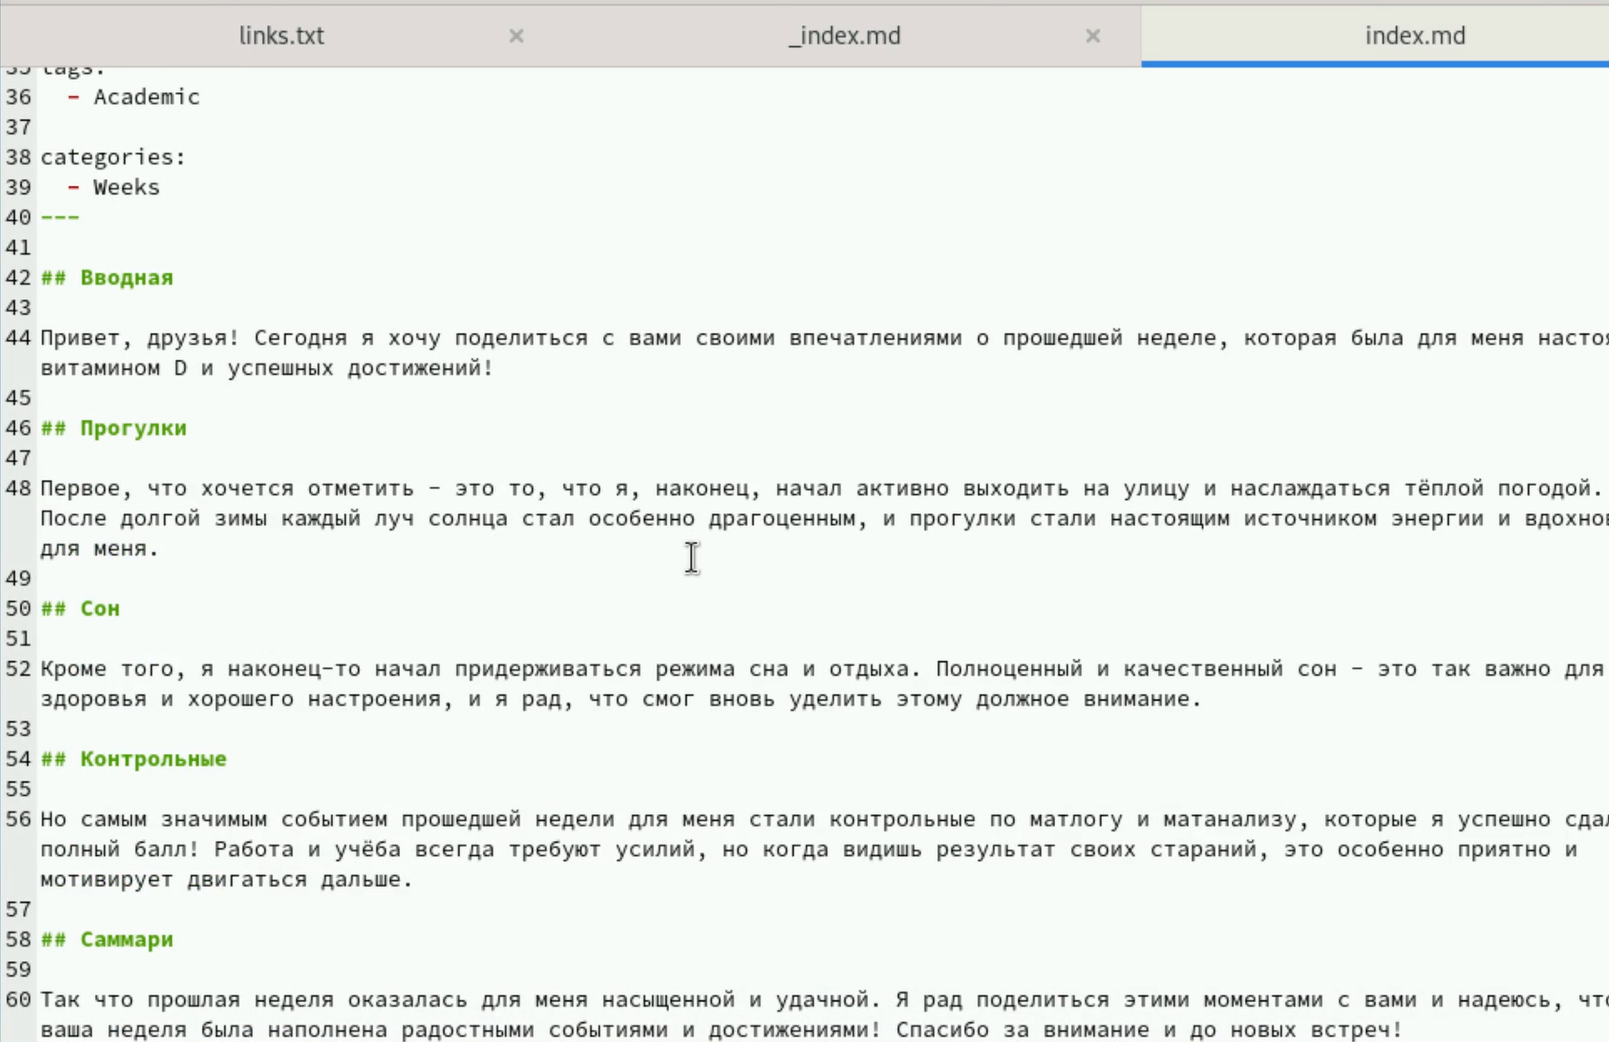 links.txt × _index.md × index.md
35 tags:
36 - Academic
37
38 categories:
39 - Weeks
40 ---
41
42 ## Вводная
43
44 Привет, друзья! Сегодня я хочу поделиться с вами своими впечатлениями о прошедшей неделе, которая была для меня
витамином D и успешных достижений!
45
46 ## Прогулки
47
48 Первое, что хочется отметить - это то, что я, наконец, начал активно выходить на улицу и наслаждаться тёплой погодой.
После долгой зимы каждый луч солнца стал особенно драгоценным, и прогулки стали настоящим источником энергии и
для меня.
49
50 ## Сон
51
52 Кроме того, я наконец-то начал придерживаться режима сна и отдыха. Полноценный и качественный сон - это так важно для
здоровья и хорошего настроения, и я рад, что смог вновь уделить этому должное внимание.
53
54 ## Контрольные
55
56 Но самым значимым событием прошедшей недели для меня стали контрольные по матлогу и матанализу, которые я успешно
полный балл! Работа и учёба всегда требуют усилий, но когда видишь результат своих стараний, это особенно приятно и
мотивирует двигаться дальше.
57
58 ## Саммари
59
60 Так что прошлая неделя оказалась для меня насыщенной и удачной. Я рад поделиться этими моментами с вами и надеюсь,
ваша неделя была наполнена радостными событиями и достижениями! Спасибо за внимание и до новых встреч!